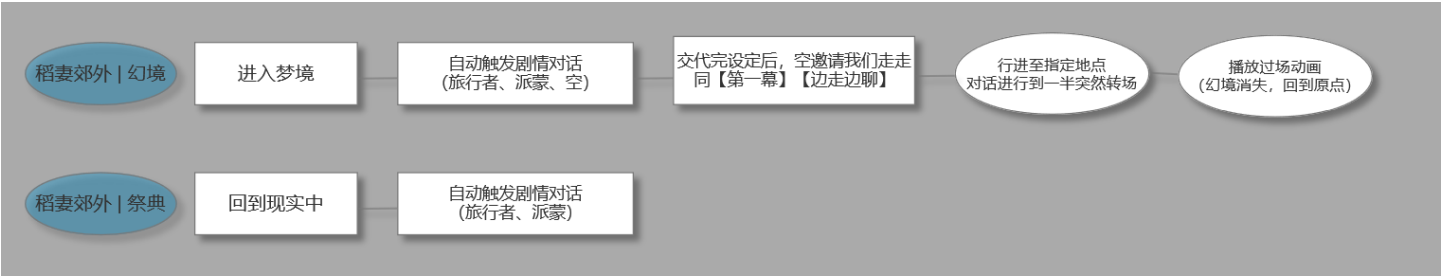 稻妻郊外 | 幻境
进入梦境
自动触发剧情对话
(旅行者、派蒙、空)
交代完设定后，空邀请我们走走
同【第一幕】【边走边聊】
行进至指定地点
对话进行到一半突然转场
播放过场动画
(幻境消失，回到原点)
稻妻郊外 | 祭典
回到现实中
自动触发剧情对话
(旅行者、派蒙)